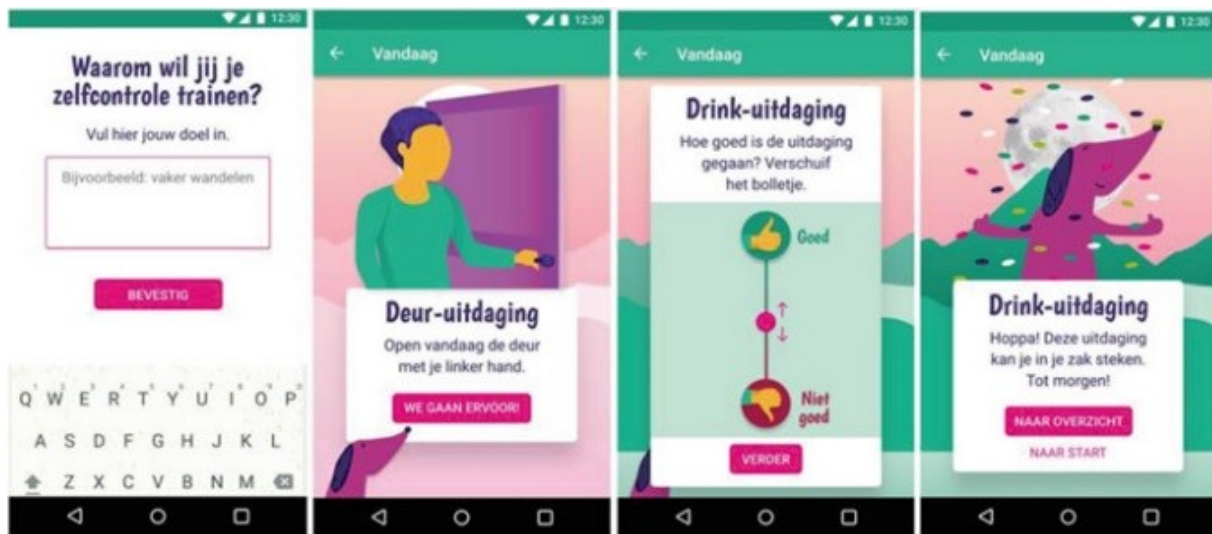 12:30
Waarom wil jij je
zelfcontrole trainen?
Vul hier jouw doel in.
Bijvoorbeeld: vaker wandelen
BEVESTIG
Q W E R T Y U I O P
A S D F G H J K L
Z X C V B N M
12:30
Vandaag
Deur-uitdaging
Open vandaag de deur
met je linker hand.
WE GAAN ERVOOR!
12:30
Vandaag
Drink-uitdaging
Hoe goed is de uitdaging
gegaan? Verschuif
het bolletje.
Goed
Niet
goed
VERDER
12:30
Vandaag
Drink-uitdaging
Hoppa! Deze uitdaging
kan je in je zak steken.
Tot morgen!
NAAR OVERZICHT
NAAR START